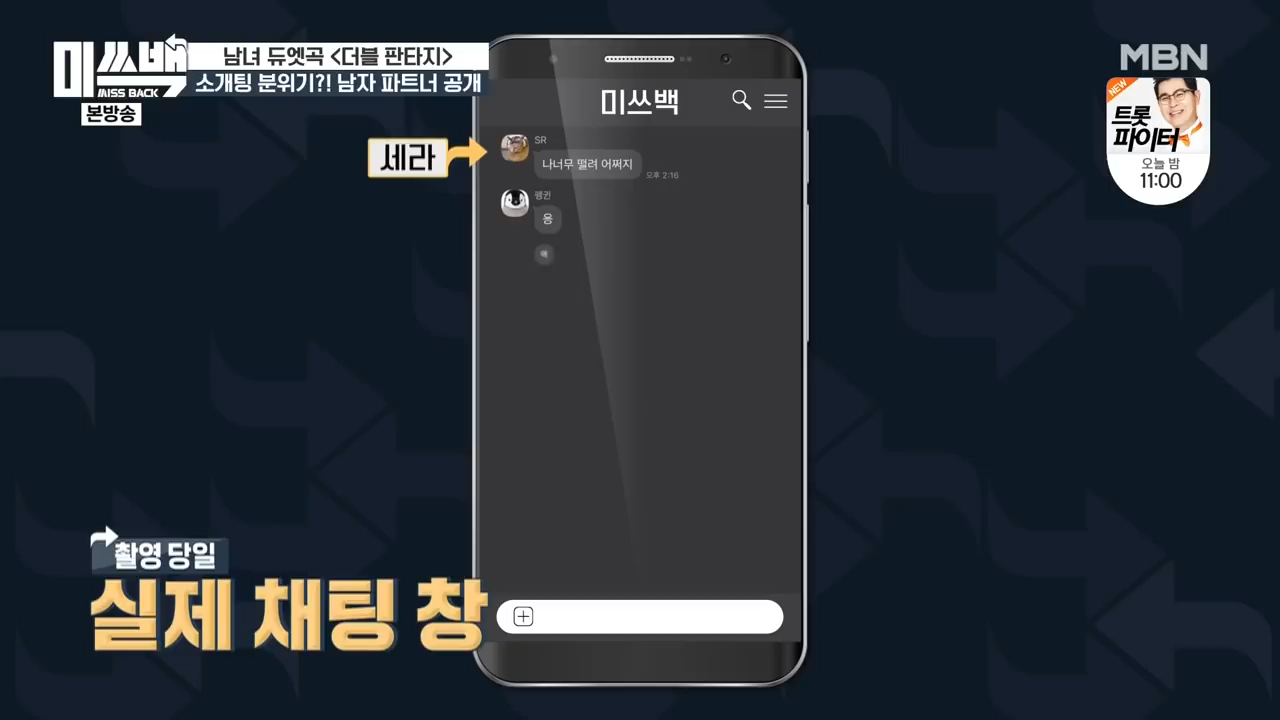 미쓰백
MISS BACK
본방송
남녀 듀엣곡 <더블 판타지>
소개팅 분위기?! 남자 파트너 공개
MBN
NEW
트롯
파이터
오늘 밤
11:00
미쓰백
세라
SR
나너무 떨려 어쩌지
오후 2:16
펭귄
응
촬영 당일
실제 채팅 창